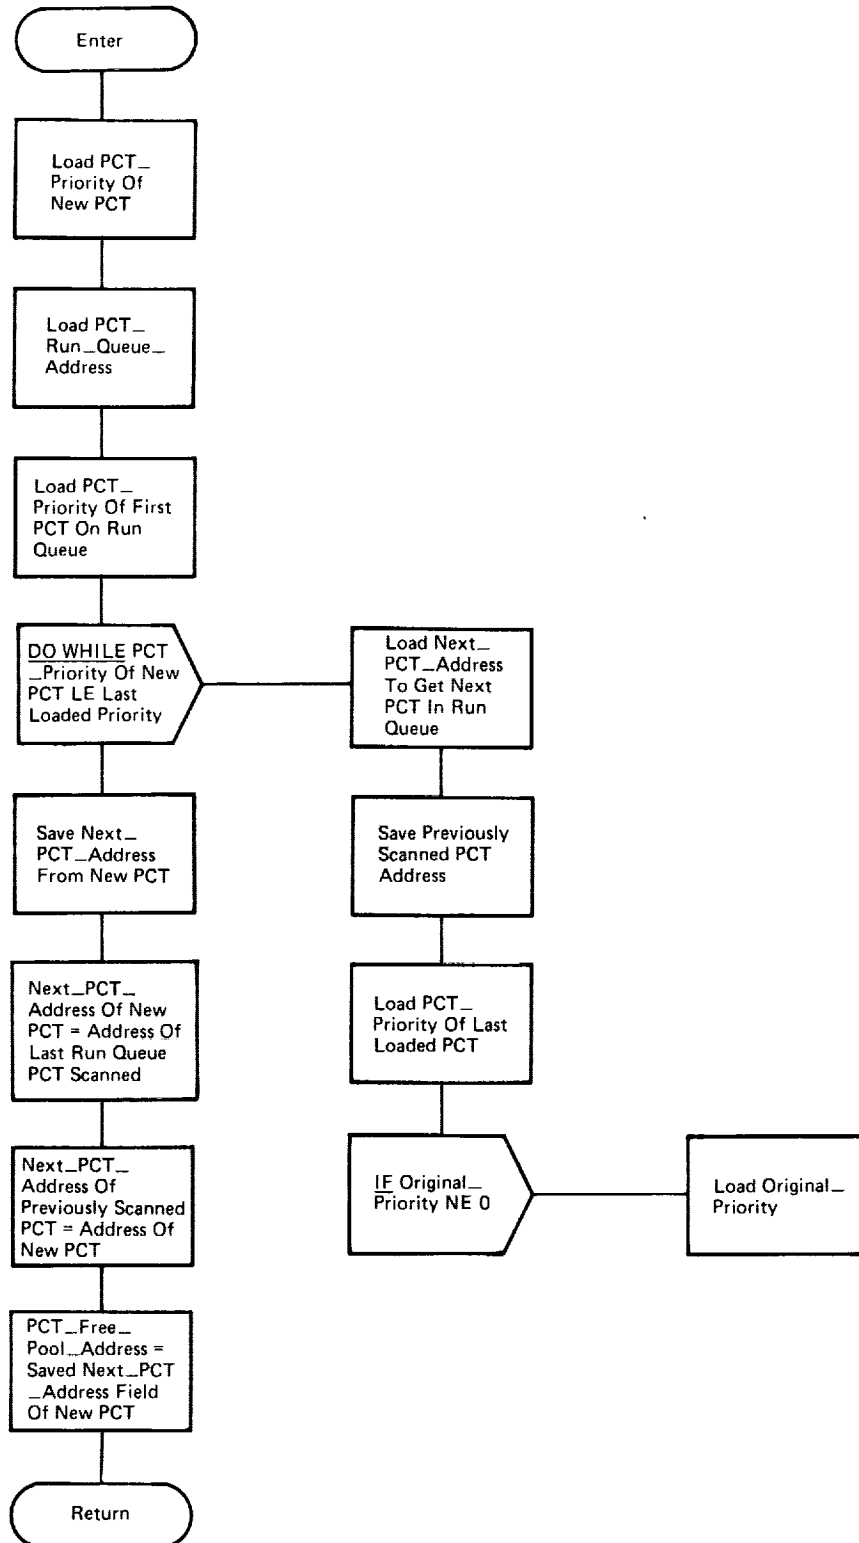 Enter
Load PCT_
Priority Of
New PCT
Load PCT_
Run_Queue_
Address
Load PCT_
Priority Of First
PCT On Run
Queue
DO WHILE PCT
_Priority Of New
PCT LE Last
Loaded Priority
Load Next_
PCT_Address
To Get Next
PCT In Run
Queue
Save Next_
PCT_Address
From New PCT
Save Previously
Scanned PCT
Address
Next_PCT_
Address Of New
PCT = Address Of
Last Run Queue
PCT Scanned
Load PCT_
Priority Of Last
Loaded PCT
Next_PCT_
Address Of
Previously Scanned
PCT = Address Of
New PCT
IF Original_
Priority NE 0
Load Original_
Priority
PCT_Free_
Pool_Address =
Saved Next_PCT
_Address Field
Of New PCT
Return